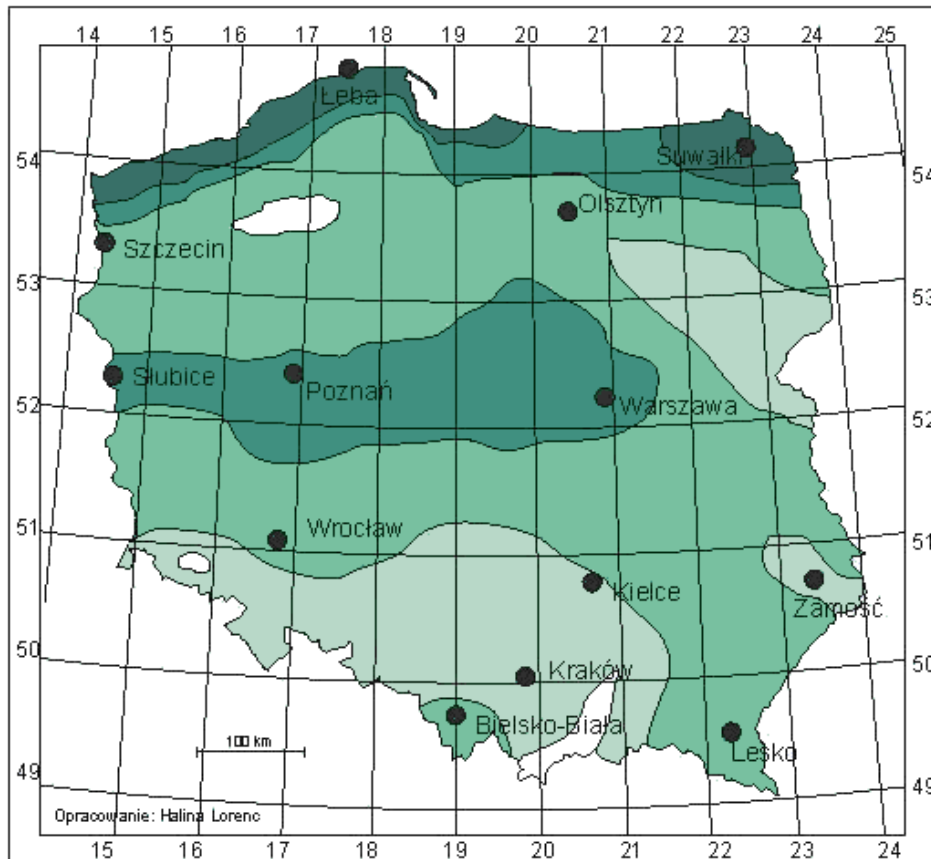 14 15 16 17 18 19 20 21 22 23 24 25
Łeba
54
Suwałki
54
Olsztyn
Szczecin
53
53
Słubice
Poznań
Warszawa
52
52
Wrocław
51
51
Kielce
Zamość
50
Kraków
50
Bielsko-Biała
Lesko
100 km
49
49
Opracowanie: Halina Lorenc
15 16 17 18 19 20 21 22 23 24